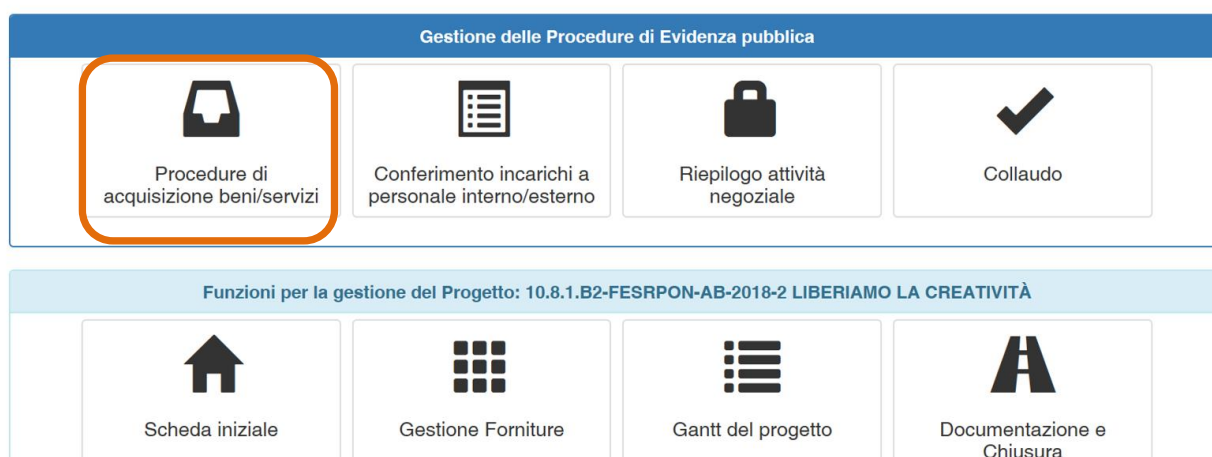 Gestione delle Procedure di Evidenza pubblica
Procedure di
acquisizione beni/servizi
Conferimento incarichi a
personale interno/esterno
Riepilogo attività
negoziale
Collaudo
Funzioni per la gestione del Progetto: 10.8.1.B2-FESRPON-AB-2018-2 LIBERIAMO LA CREATIVITÀ
Scheda iniziale
Gestione Forniture
Gantt del progetto
Documentazione e
Chiusura